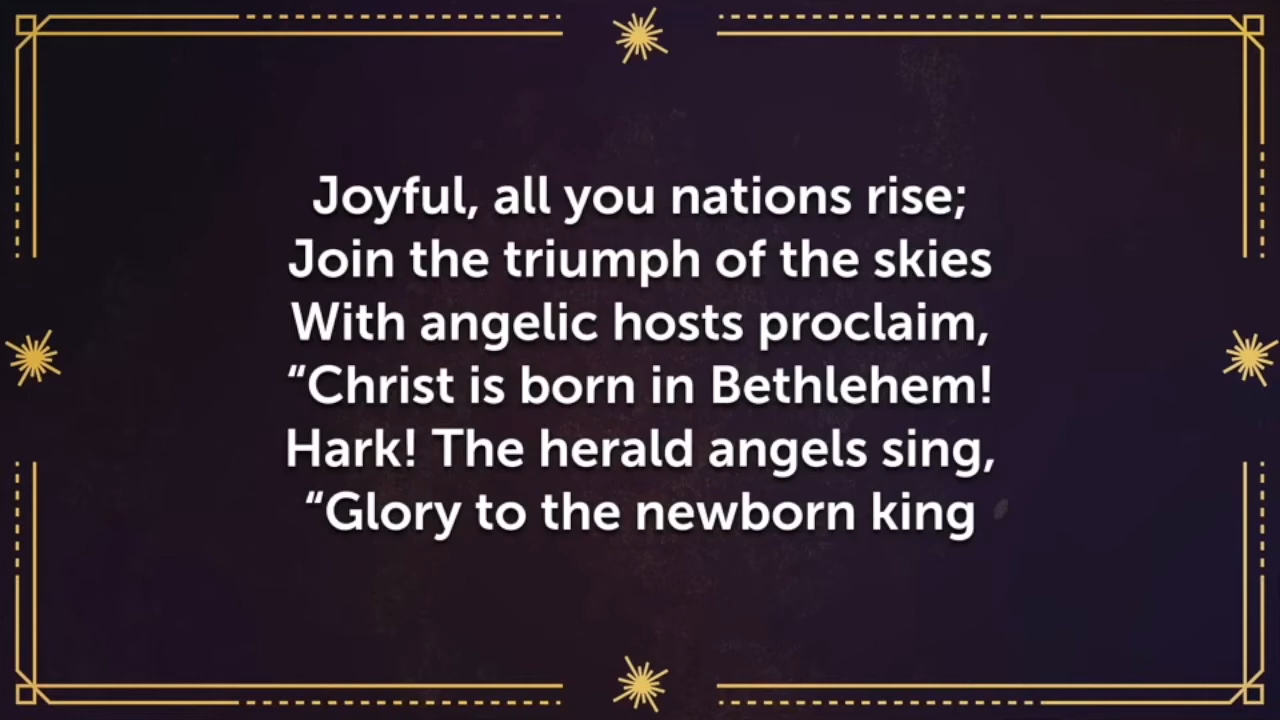 Joyful, all you nations rise;
Join the triumph of the skies
With angelic hosts proclaim,
“Christ is born in Bethlehem!
Hark! The herald angels sing,
“Glory to the newborn king